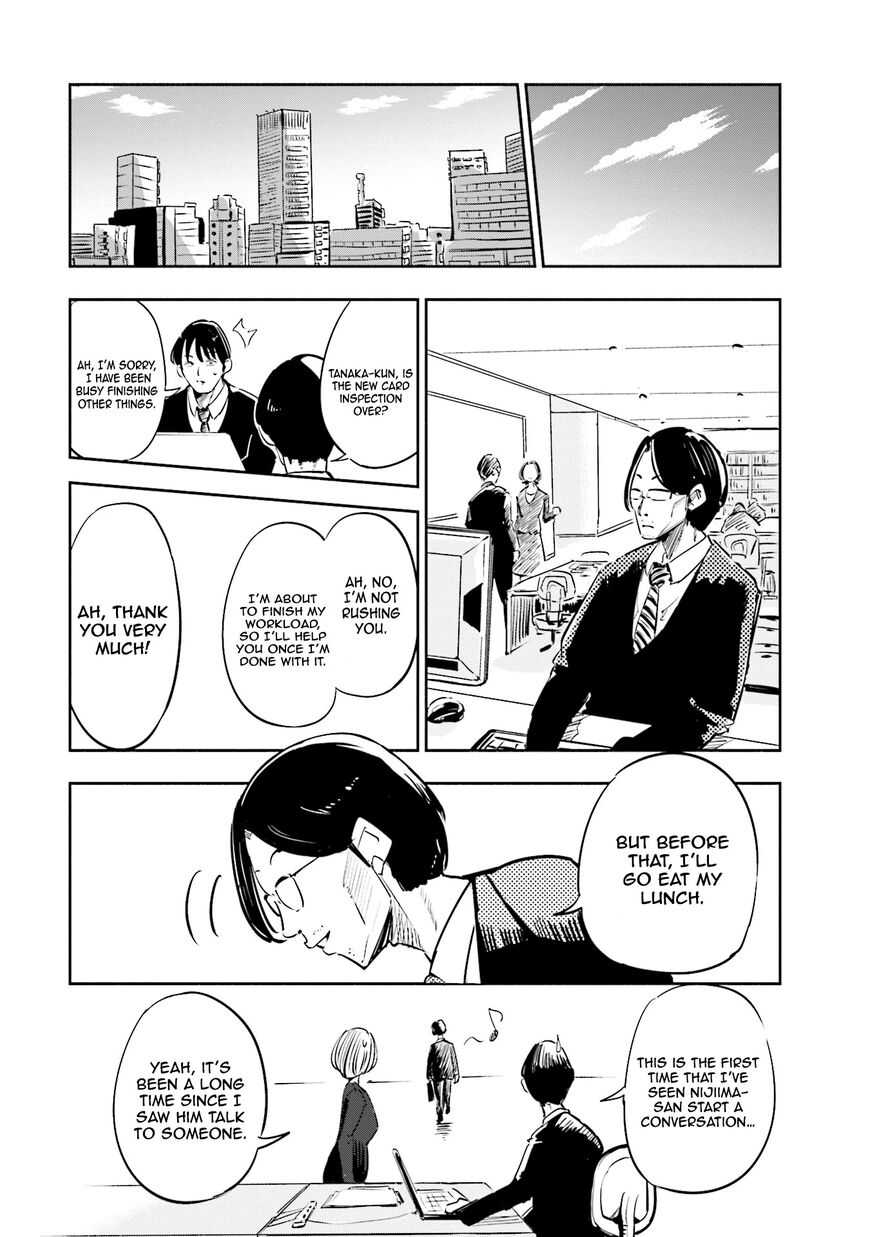 TANAKA-KUN, IS
THE NEW CARD
INSPECTION
OVER?
AH, I'M SORRY,
I HAVE BEEN
BUSY FINISHING
OTHER THINGS.
AH, NO,
I'M NOT
RUSHING
YOU.
I'M ABOUT
TO FINISH MY
WORKLOAD,
SO I'LL HELP
YOU ONCE I'M
DONE WITH IT.
AH, THANK
YOU VERY
MUCH!
BUT BEFORE
THAT, I'LL
GO EAT MY
LUNCH.
THIS IS THE FIRST
TIME THAT I'VE
SEEN NIJIIMA-
SAN START A
CONVERSATION...
YEAH, IT'S
BEEN A LONG
TIME SINCE I
SAW HIM TALK
TO SOMEONE.